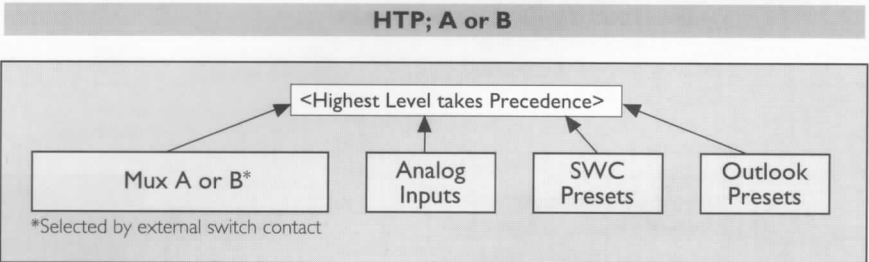 HTP; A or B
<Highest Level takes Precedence>
Mux A or B*
Analog
Inputs
SWC
Presets
Outlook
Presets
*Selected by external switch contact